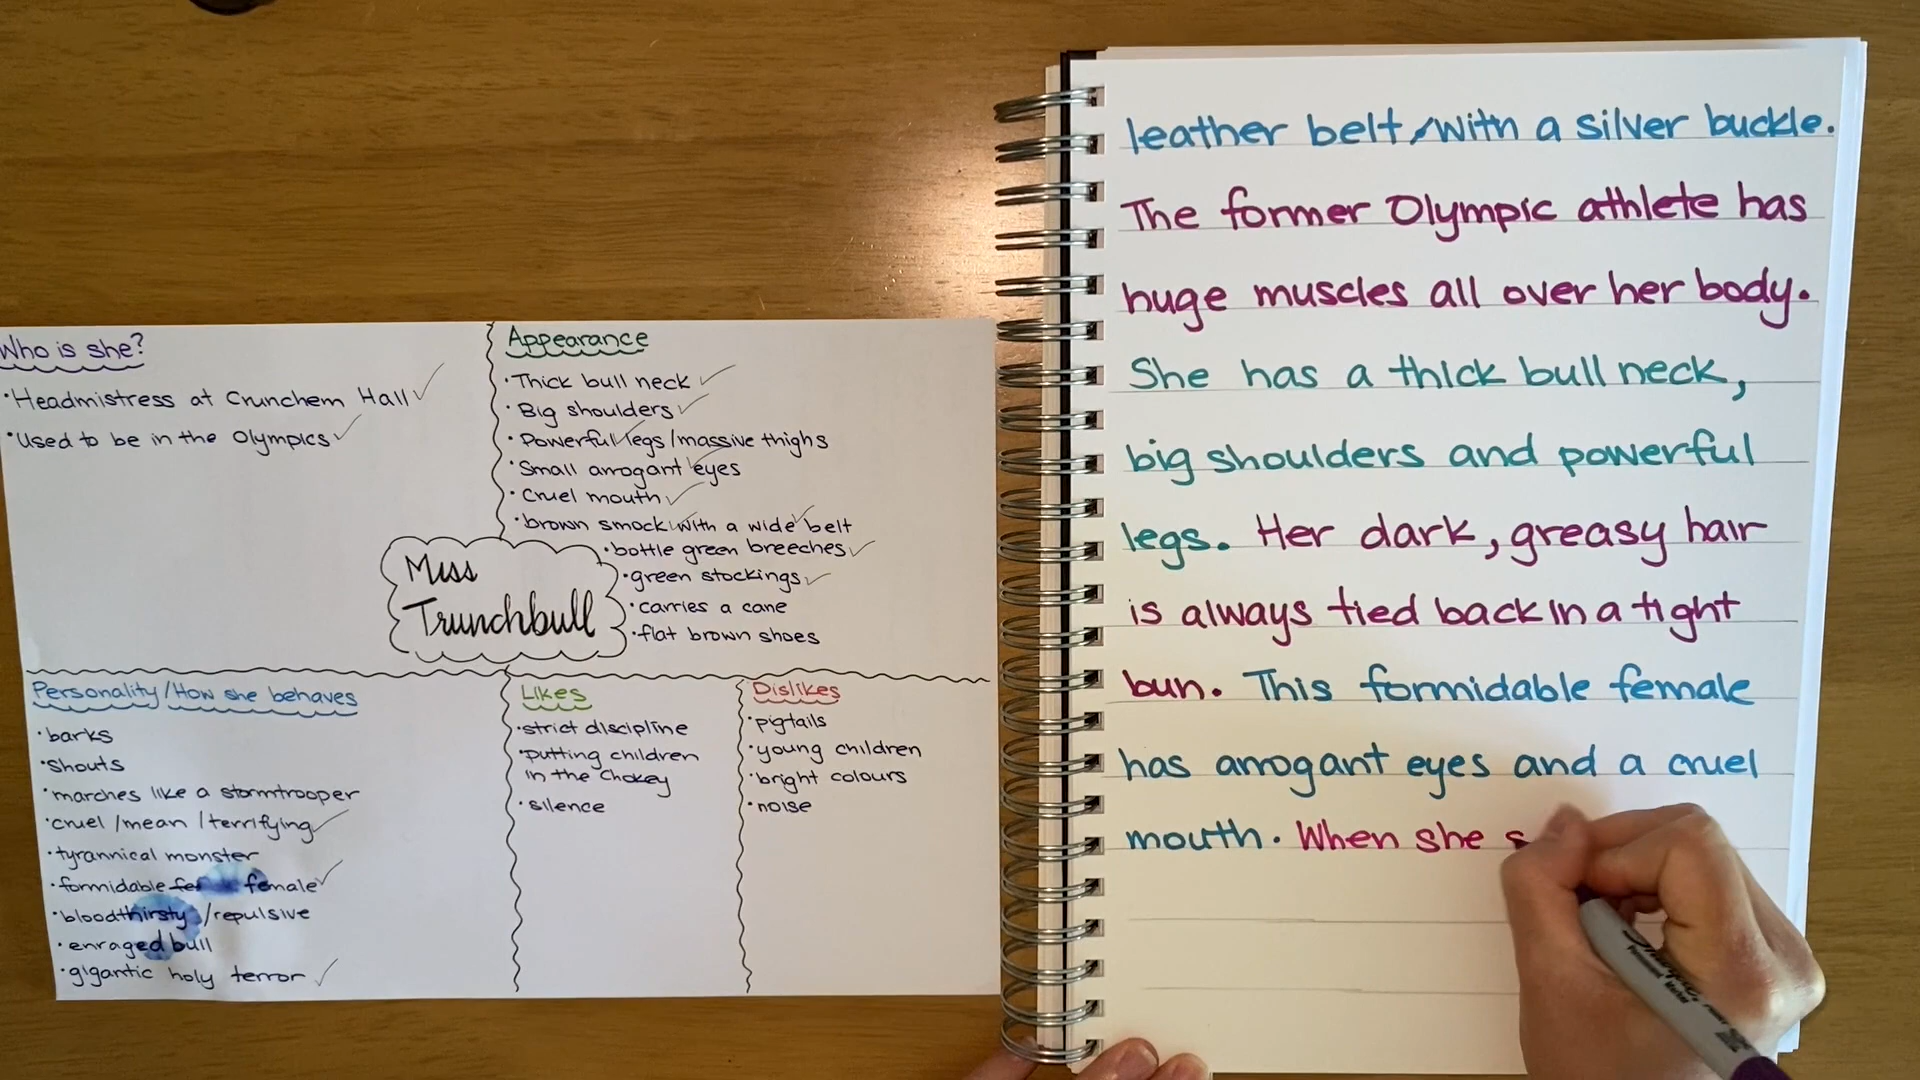 Who is she?
•Headmistress at Crunchem Hall
•Used to be in the Olympics
Appearance
•Thick bull neck
•Big shoulders
•Powerful legs/massive thighs
•Small arrogant eyes
•Cruel mouth
•brown smock with a wide belt
•bottle green breeches
•green stockings
•carries a cane
•flat brown shoes
Miss
Trunchbull
Personality/How she behaves
•barks
•shouts
•marches like a stormtrooper
•cruel/mean/terrifying
•tyrannical monster
•formidable female
•bloodthirsty/repulsive
•enraged bull
•gigantic holy terror
Likes
•strict discipline
•putting children
in the Chokey
•silence
Dislikes
•pigtails
•young children
•bright colours
•noise
leather belt with a silver buckle.
The former Olympic athlete has
huge muscles all over her body.
She has a thick bull neck,
big shoulders and powerful
legs. Her dark, greasy hair
is always tied back in a tight
bun. This formidable female
has arrogant eyes and a cruel
mouth. When she s